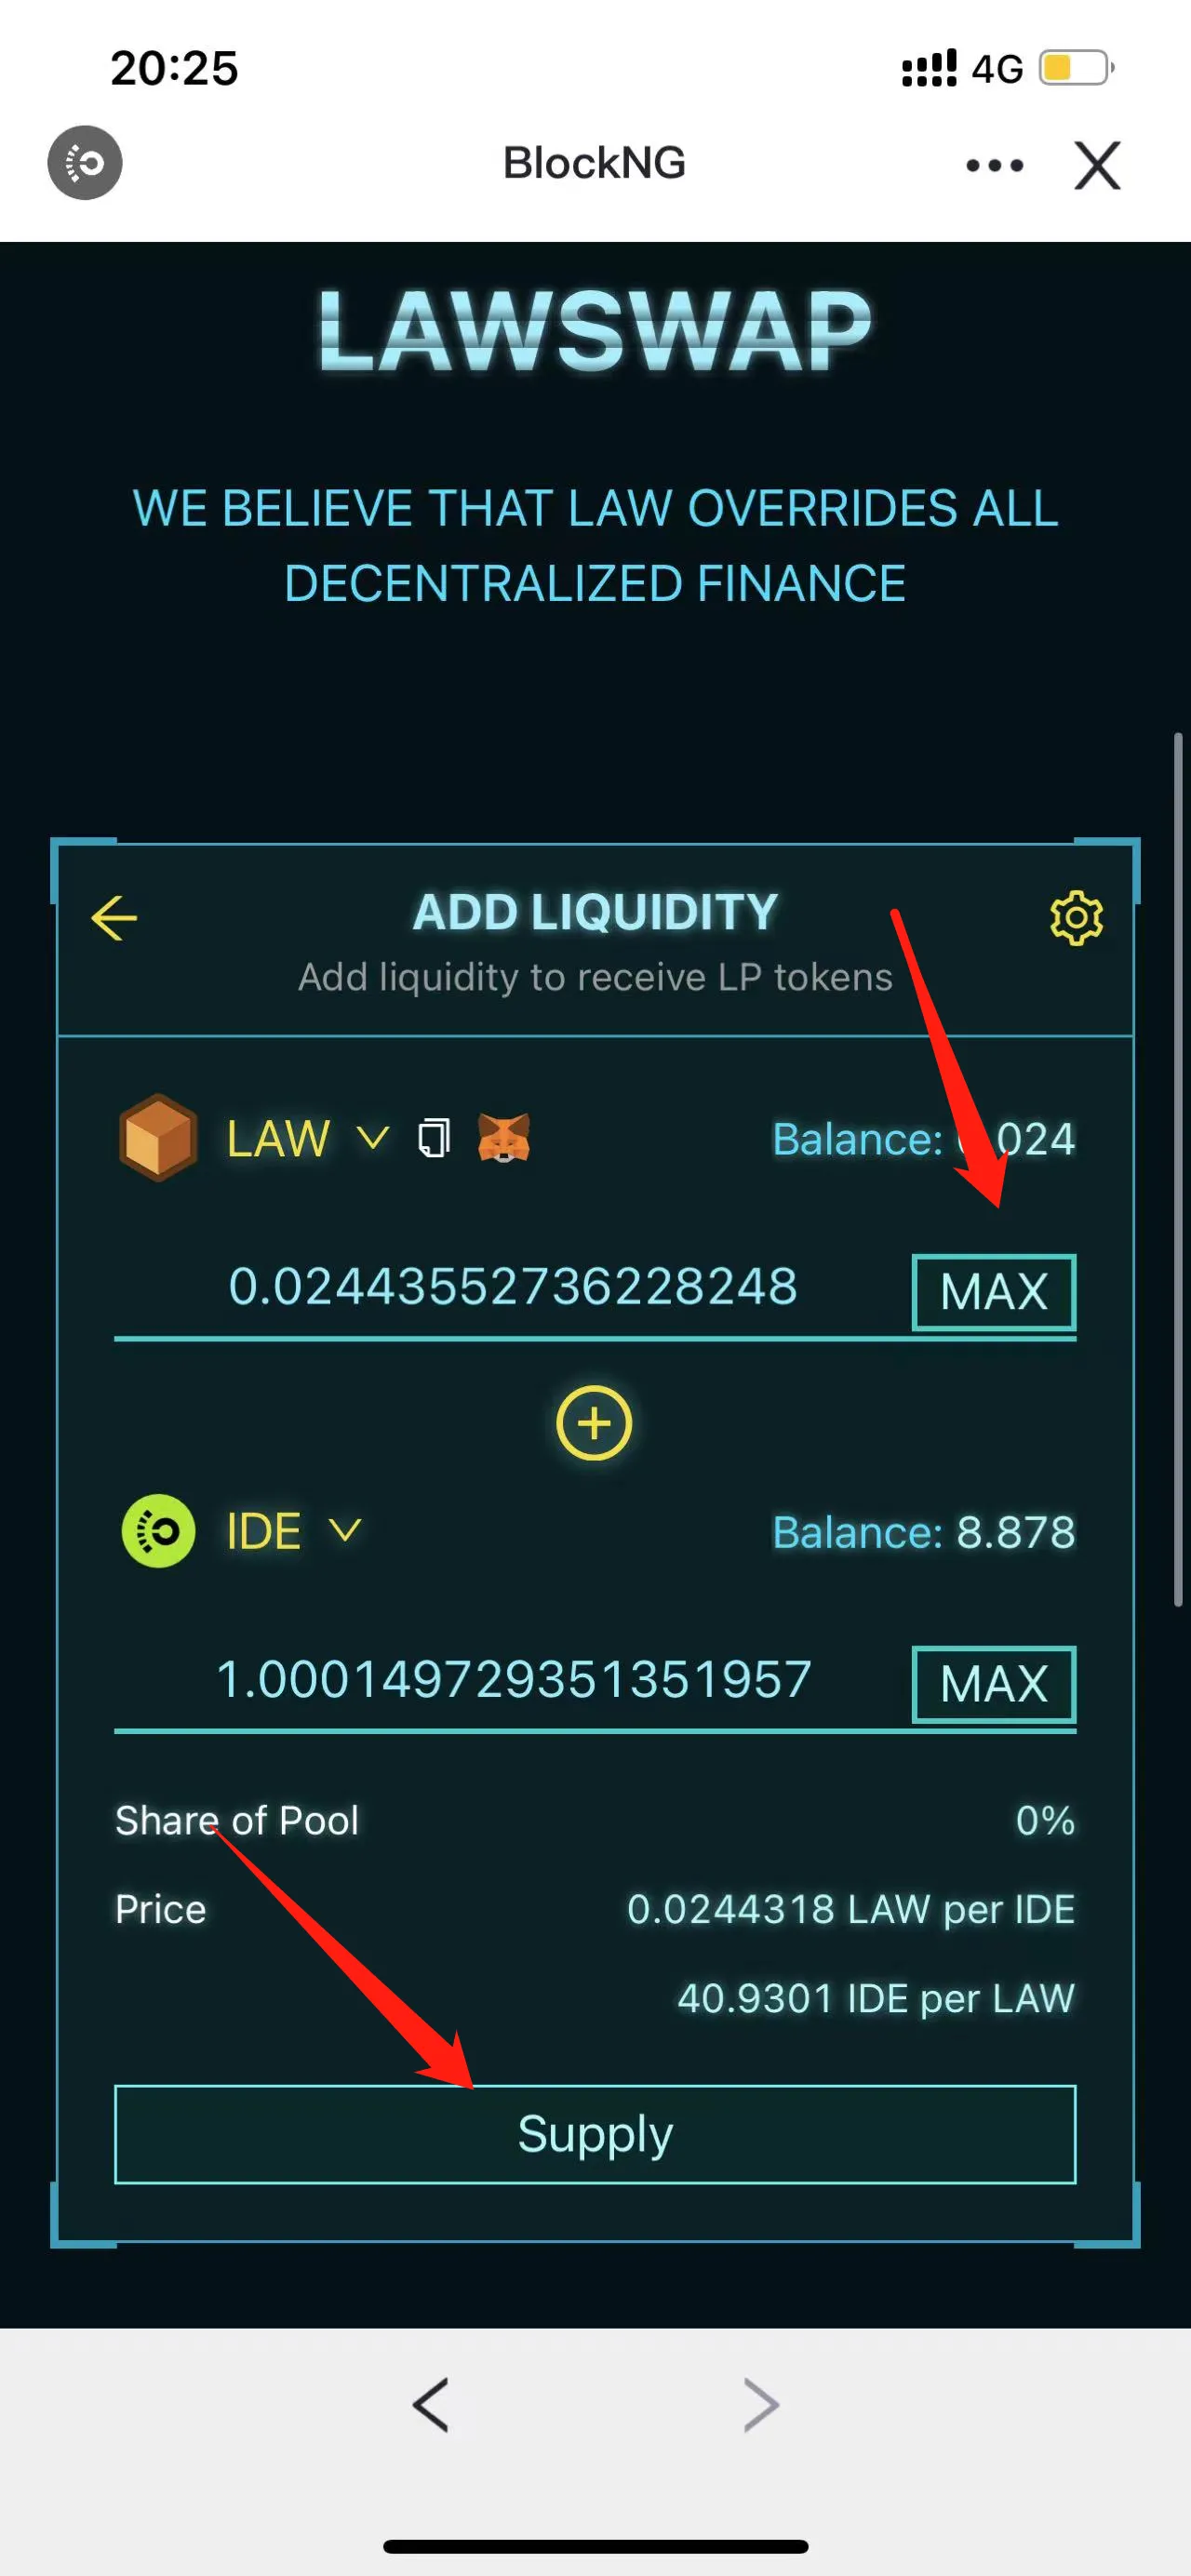 20:25
4G
BlockNG
LAWSWAP
WE BELIEVE THAT LAW OVERRIDES ALL
DECENTRALIZED FINANCE
ADD LIQUIDITY
Add liquidity to receive LP tokens
LAW
Balance: 024
0.02443552736228248
MAX
IDE
Balance: 8.878
1.0001497293513519​57
MAX
Share of Pool
0%
Price
0.0244318 LAW per IDE
40.9301 IDE per LAW
Supply